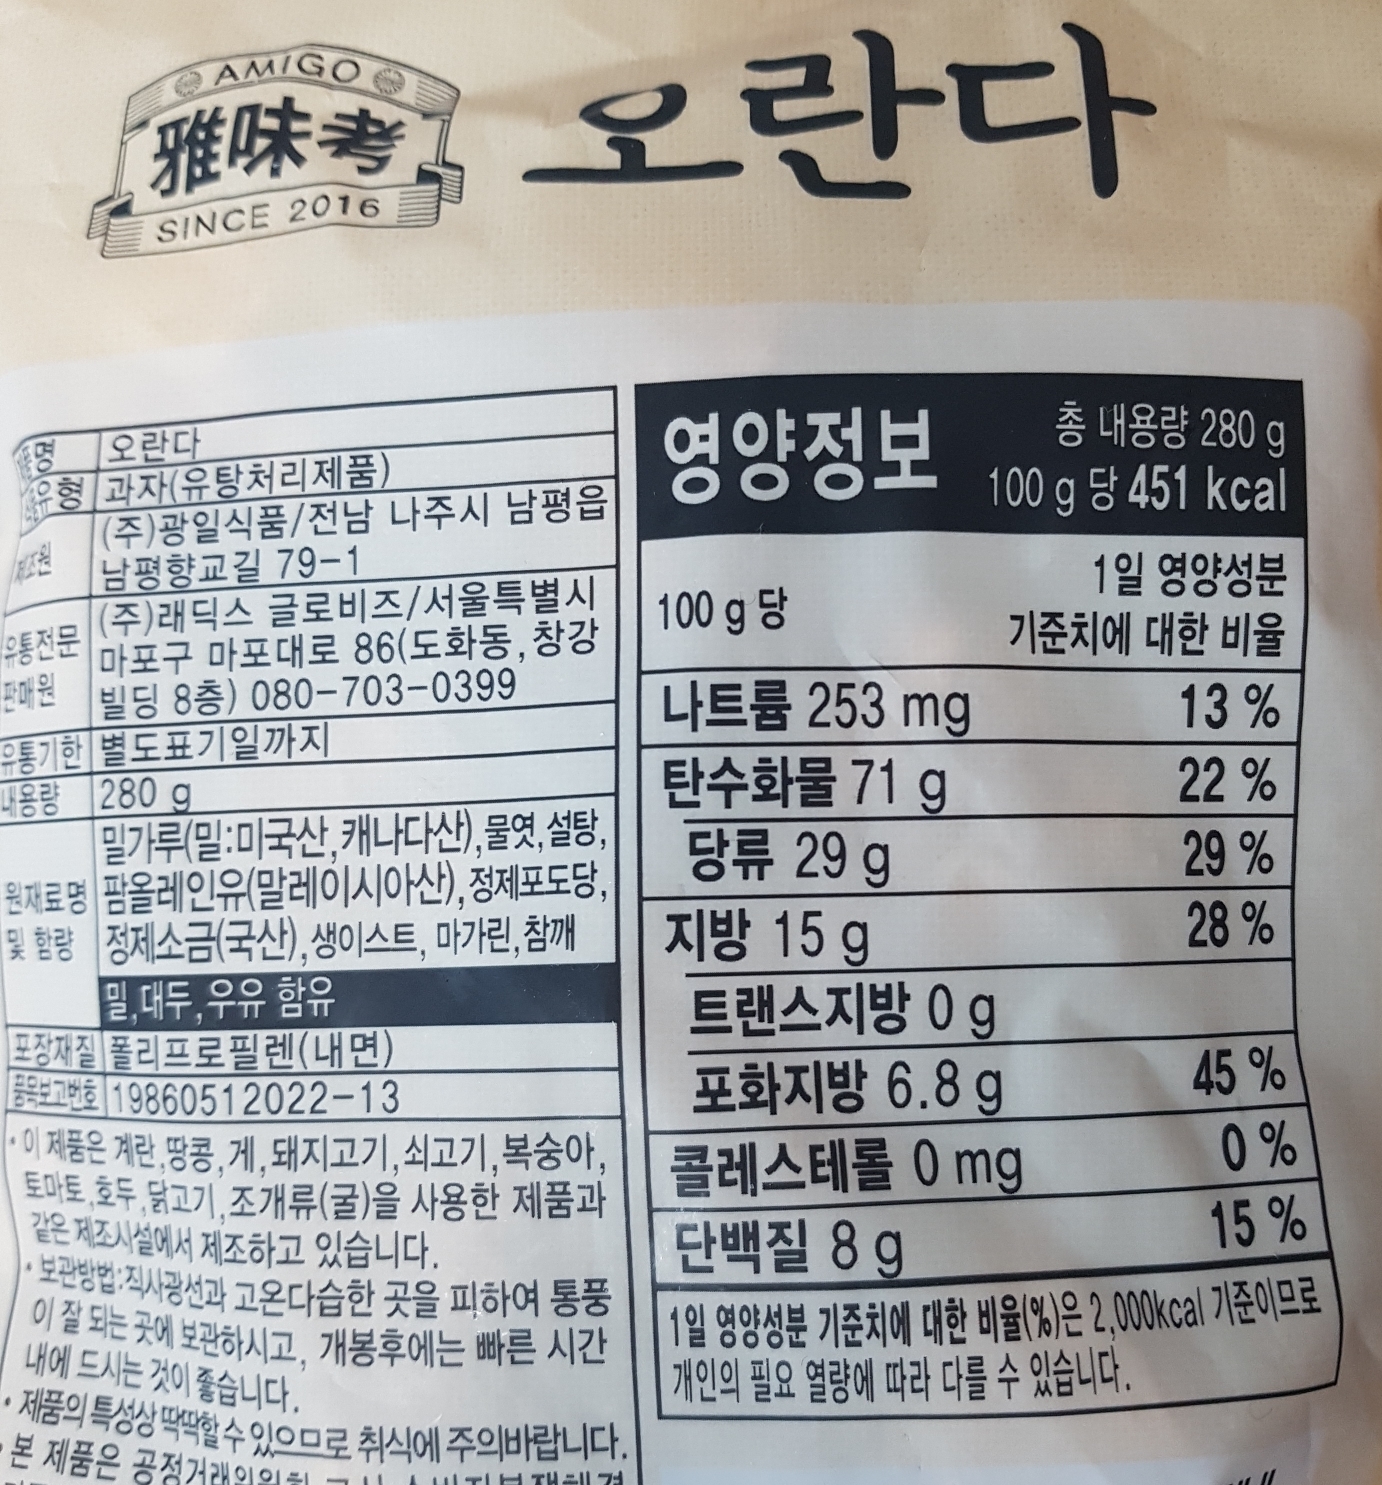 AMIGO
雅味考
SINCE 2016
오란다
제품명 오란다
식품유형 과자(유탕처리제품)
제조원 (주)광일식품/전남 나주시 남평읍
남평향교길 79-1
유통전문
판매원
(주)래딕스 글로비즈/서울특별시
마포구 마포대로 86(도화동,창강
빌딩 8층) 080-703-0399
유통기한 별도표기일까지
내용량 280 g
원재료명
및 함량
밀가루(밀:미국산,캐나다산),물엿,설탕,
팜올레인유(말레이시아산),정제포도당,
정제소금(국산),생이스트, 마가린,참깨
밀,대두,우유 함유
포장재질 폴리프로필렌(내면)
품목보고번호 19860512022-13
•이 제품은 계란,땅콩,게,돼지고기,쇠고기,복숭아,
토마토,호두,닭고기,조개류(굴)을 사용한 제품과
같은 제조시설에서 제조하고 있습니다.
•보관방법:직사광선과 고온다습한 곳을 피하여 통풍
이 잘 되는 곳에 보관하시고, 개봉후에는 빠른 시간
내에 드시는 것이 좋습니다.
•제품의 특성상 딱딱할 수 있으므로 취식에 주의바랍니다.
•본 제품은
영양정보
총 내용량 280 g
100 g 당 451 kcal
100 g 당
1일 영양성분
기준치에 대한 비율
나트륨 253 mg 13 %
탄수화물 71 g 22 %
당류 29 g 29 %
지방 15 g 28 %
트랜스지방 0 g
포화지방 6.8 g 45 %
콜레스테롤 0 mg 0 %
단백질 8 g 15 %
1일 영양성분 기준치에 대한 비율(%)은 2,000kcal 기준이므로
개인의 필요 열량에 따라 다를 수 있습니다.